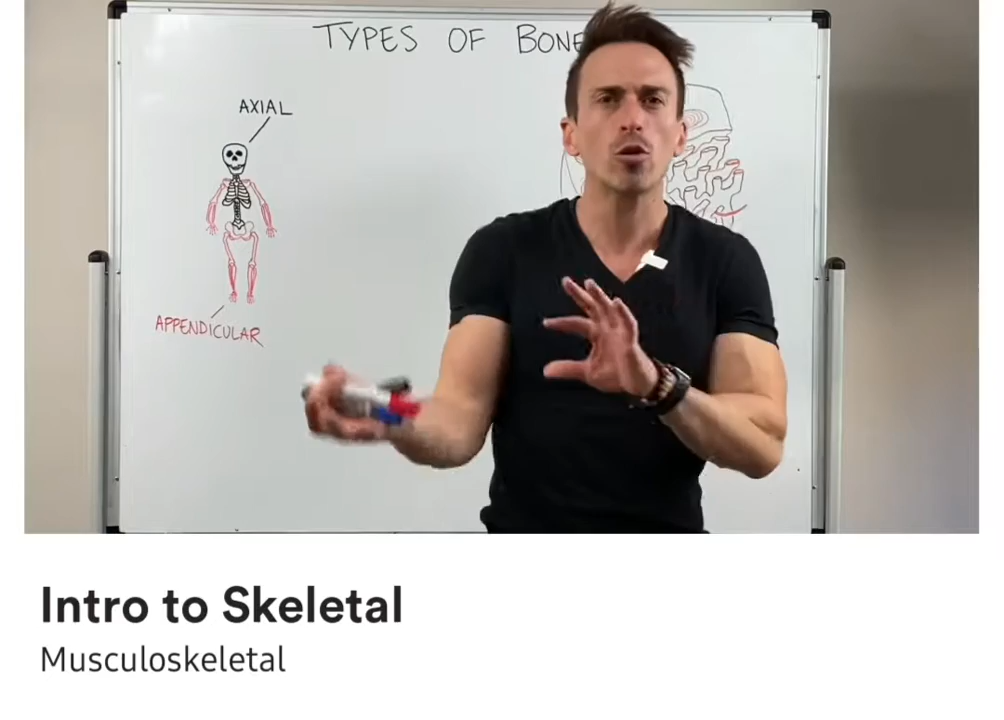 TYPES OF BONE
AXIAL
APPENDICULAR
Intro to Skeletal
Musculoskeletal